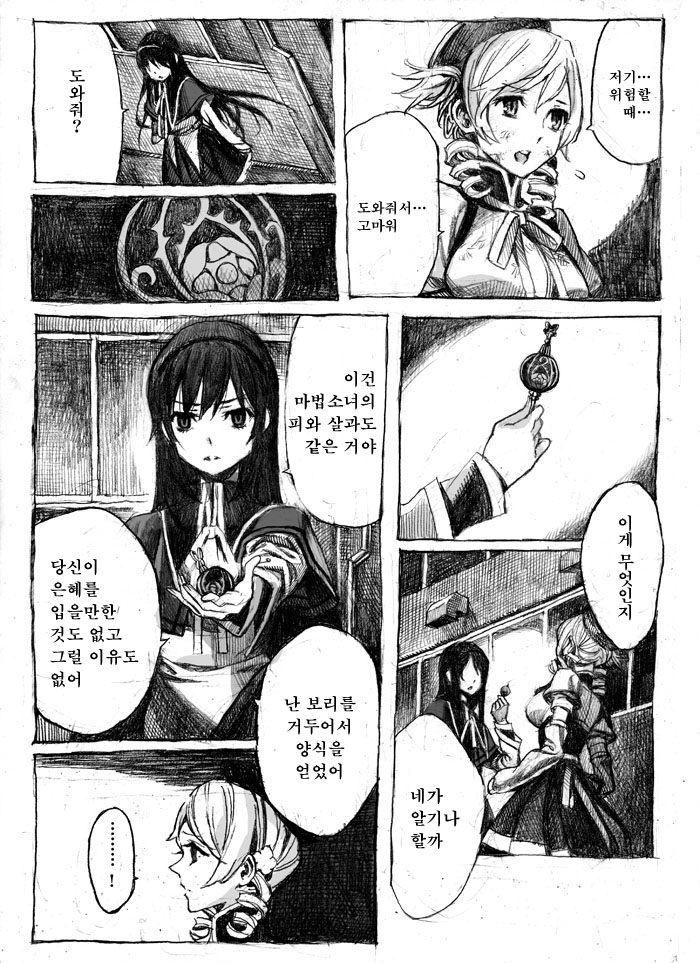 저기…
위험할
때…
도와줘서…
고마워
도와줘?
이게 무엇인지
네가
알기나
할까
이건
마법소녀의
피와 살과도
같은 거야
당신이
은혜를
입을만한
것도 없고
그럴 이유도
없어
난 보리를
거두어서
양식을
얻었어
………!